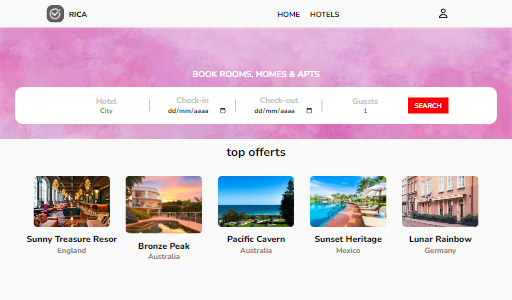 RICA
HOME HOTELS
BOOK ROOMS, HOMES & APTS
Hotel Check-in Check-out Guests
City dd/mm/aaaa dd/mm/aaaa 1
SEARCH
top offerts
Sunny Treasure Resor
England
Bronze Peak
Australia
Pacific Cavern
Australia
Sunset Heritage
Mexico
Lunar Rainbow
Germany